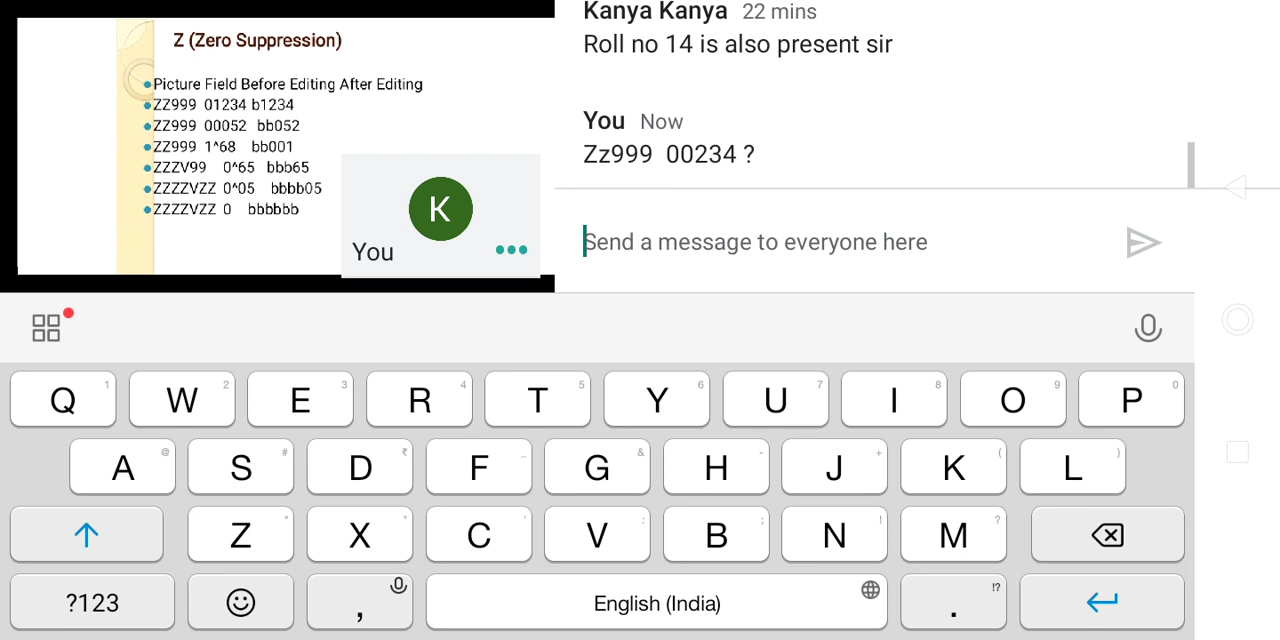 Z (Zero Suppression)
Picture Field Before Editing After Editing
ZZ999 01234 b1234
ZZ999 00052 bb052
ZZ999 1^68 bb001
ZZZV99 0^65 bbb65
ZZZZVZZ 0^05 bbbb05
ZZZZVZZ 0 bbbbbb
K
You
Kanya Kanya 22 mins
Roll no 14 is also present sir
You Now
Zz999 00234 ?
Send a message to everyone here
Q 1 W 2 E 3 R 4 T 5 Y 6 U 7 I 8 O 9 P 0
A @ S # D ₹ F _ G & H - J + K ( L )
Z * X " C ' V : B ; N ! M ?
?123 , English (India) . !?